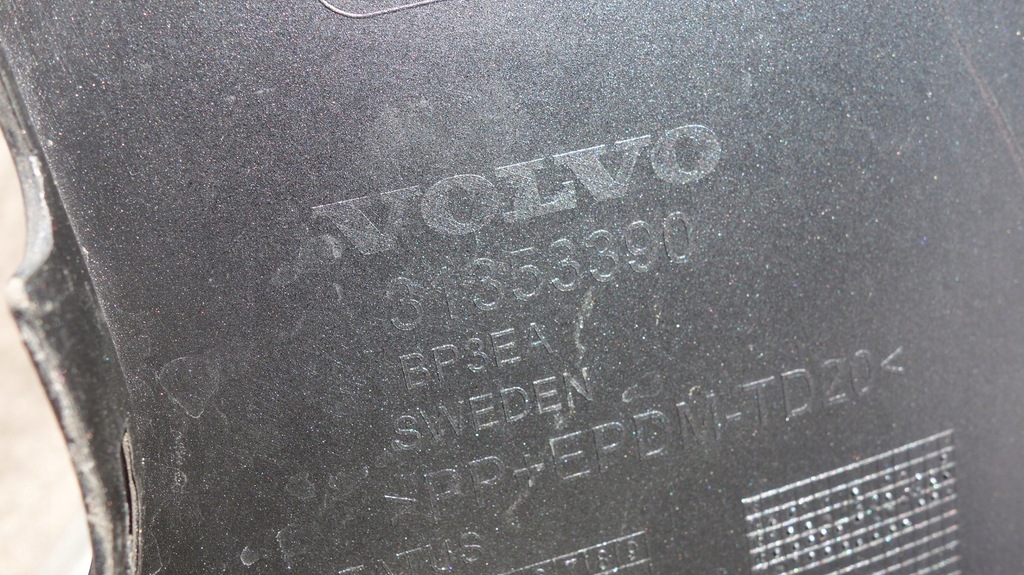 VOLVO
31353390
BP3EA
SWEDEN
>PP+EPDM-TD20<